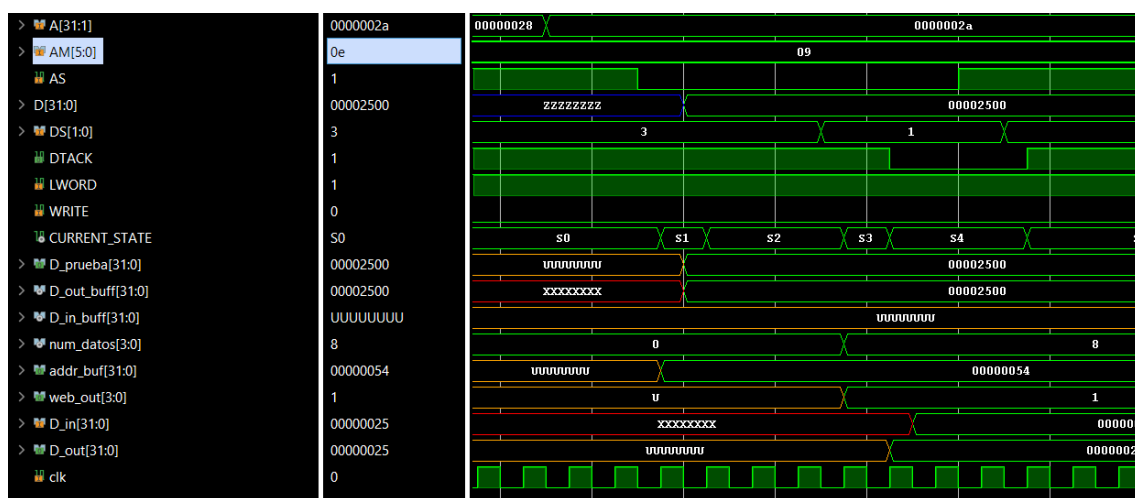 A[31:1] 0000002a 00000028 0000002a
AM[5:0] 0e 09
AS 1
D[31:0] 00002500 ZZZZZZZZ 00002500
DS[1:0] 3 3 1
DTACK 1
LWORD 1
WRITE 0
CURRENT_STATE S0 S0 S1 S2 S3 S4
D_prueba[31:0] 00002500 UUUUUUUU 00002500
D_out_buff[31:0] 00002500 XXXXXXXX 00002500
D_in_buff[31:0] UUUUUUUU UUUUUUUU
num_datos[3:0] 8 0 8
addr_buf[31:0] 00000054 UUUUUUUU 00000054
web_out[3:0] 1 U 1
D_in[31:0] 00000025 XXXXXXXX 00000
D_out[31:0] 00000025 UUUUUUUU 0000002
clk 0